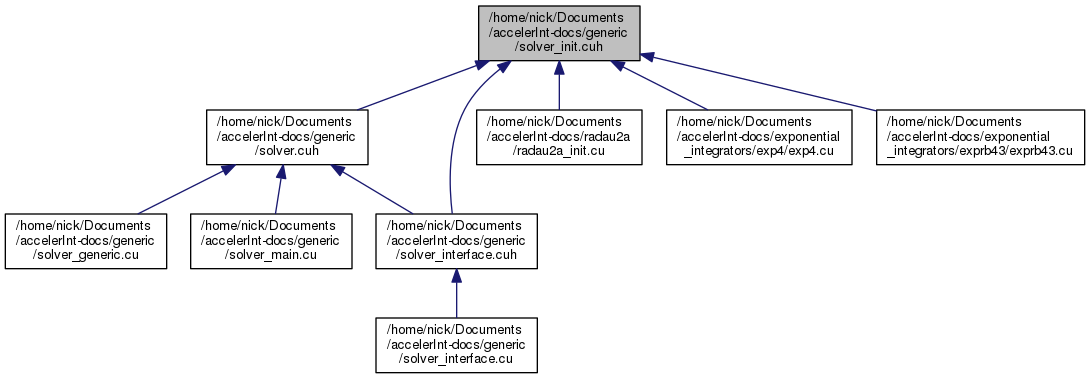 /home/nick/Documents
/accelerInt-docs/generic
/solver_init.cuh
/home/nick/Documents
/accelerInt-docs/generic
/solver.cuh
/home/nick/Documents
/accelerInt-docs/radau2a
/radau2a_init.cu
/home/nick/Documents
/accelerInt-docs/exponential
_integrators/exp4/exp4.cu
/home/nick/Documents
/accelerInt-docs/exponential
_integrators/exprb43/exprb43.cu
/home/nick/Documents
/accelerInt-docs/generic
/solver_generic.cu
/home/nick/Documents
/accelerInt-docs/generic
/solver_main.cu
/home/nick/Documents
/accelerInt-docs/generic
/solver_interface.cuh
/home/nick/Documents
/accelerInt-docs/generic
/solver_interface.cu